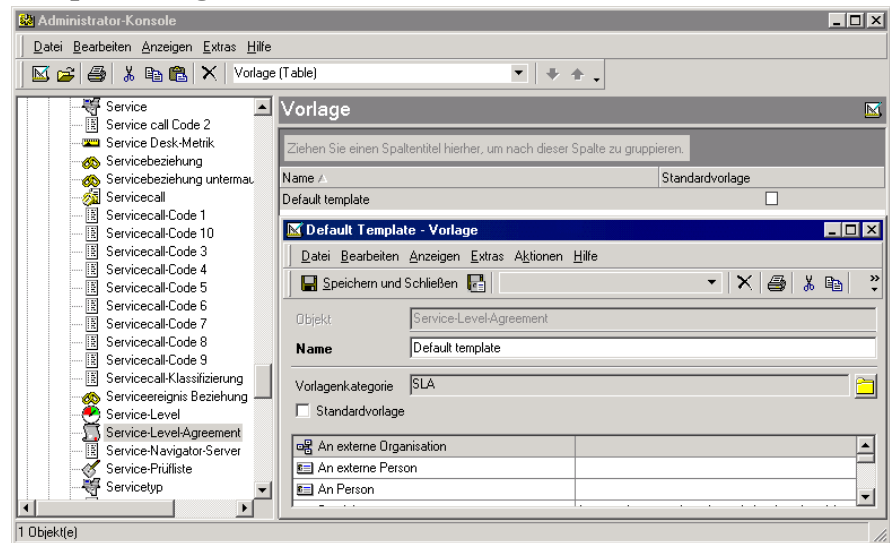 Administrator-Konsole
Datei Bearbeiten Anzeigen Extras Hilfe
Vorlage (Table)
Service
Service call Code 2
Service Desk-Metrik
Servicebeziehung
Servicebeziehung untermau
Servicecall
Servicecall-Code 1
Servicecall-Code 10
Servicecall-Code 3
Servicecall-Code 4
Servicecall-Code 5
Servicecall-Code 6
Servicecall-Code 7
Servicecall-Code 8
Servicecall-Code 9
Servicecall-Klassifizierung
Serviceereignis Beziehung
Service-Level
Service-Level-Agreement
Service-Navigator-Server
Service-Prüfliste
Servicetyp
Vorlage
Ziehen Sie einen Spaltentitel hierher, um nach dieser Spalte zu gruppieren.
Name Standardvorlage
Default template
Default Template - Vorlage
Datei Bearbeiten Anzeigen Extras Aktionen Hilfe
Speichern und Schließen
Objekt Service-Level-Agreement
Name Default template
Vorlagenkategorie SLA
Standardvorlage
An externe Organisation
An externe Person
An Person
1 Objekt(e)